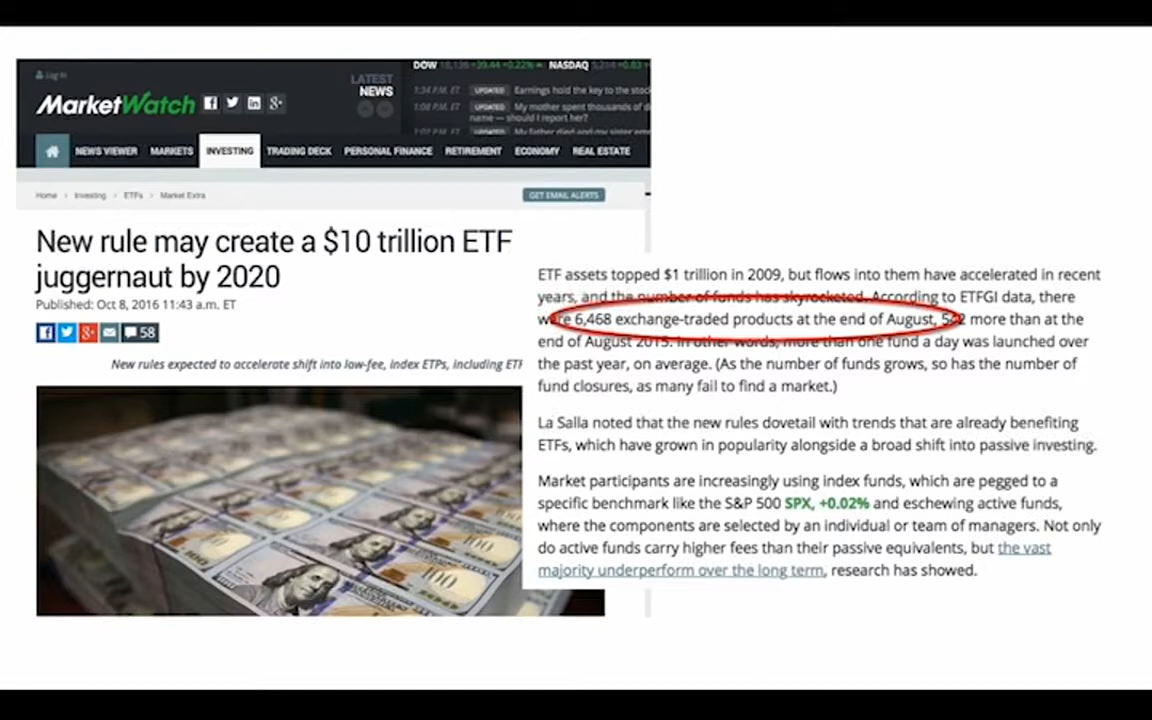 Log In
MarketWatch
LATEST
NEWS
DOW 18,138 +39.44 +0.22% NASDAQ 5,214 +0.83
1:34 P.M. ET UPDATED Earnings hold the key to the stock
1:08 P.M. ET UPDATED My mother spent thousands of d
name — should I report her?
1:07 P.M. ET UPDATED My father died and my sister
NEWS VIEWER MARKETS INVESTING TRADING DECK PERSONAL FINANCE RETIREMENT ECONOMY REAL ESTATE
Home > Investing > ETFs > Market Extra
GET EMAIL ALERTS
New rule may create a $10 trillion ETF
juggernaut by 2020
Published: Oct 8, 2016 11:43 a.m. ET
58
New rules expected to accelerate shift into low-fee, index ETPs, including ETF
100
100
ETF assets topped $1 trillion in 2009, but flows into them have accelerated in recent
years, and the number of funds has skyrocketed. According to ETFGI data, there
were 6,468 exchange-traded products at the end of August, more than at the
end of August 2015. In other words, more than one fund a day was launched over
the past year, on average. (As the number of funds grows, so has the number of
fund closures, as many fail to find a market.)
La Salla noted that the new rules dovetail with trends that are already benefiting
ETFs, which have grown in popularity alongside a broad shift into passive investing.
Market participants are increasingly using index funds, which are pegged to a
specific benchmark like the S&P 500 SPX, +0.02% and eschewing active funds,
where the components are selected by an individual or team of managers. Not only
do active funds carry higher fees than their passive equivalents, but the vast
majority underperform over the long term, research has showed.